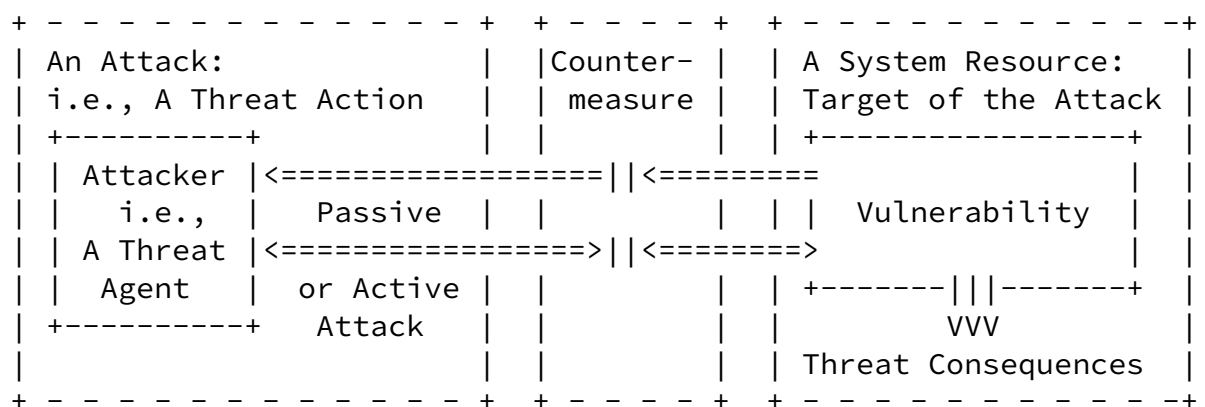 + - - - - - - - - - - - - +  + - - - - +  + - - - - - - - - - - -+
| An Attack:              |  |Counter- |  | A System Resource:   |
| i.e., A Threat Action   |  | measure |  | Target of the Attack |
| +----------+            |  |         |  | +-----------------+  |
| | Attacker |<==================||<=========                 |  |
| |   i.e.,  |   Passive  |  |         |  | |  Vulnerability  |  |
| | A Threat |<=================>||<========>                 |  |
| |  Agent   |  or Active |  |         |  | +-------|||-------+  |
| +----------+   Attack   |  |         |  |         VVV          |
|                         |  |         |  | Threat Consequences  |
+ - - - - - - - - - - - - +  + - - - - +  + - - - - - - - - - - -+